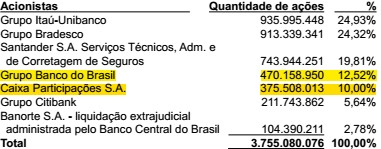 Acionistas Quantidade de ações %
Grupo Itaú-Unibanco 935.995.448 24,93%
Grupo Bradesco 913.339.341 24,32%
Santander S.A. Serviços Técnicos, Adm. e
de Corretagem de Seguros 743.944.251 19,81%
Grupo Banco do Brasil 470.158.950 12,52%
Caixa Participações S.A. 375.508.013 10,00%
Grupo Citibank 211.743.862 5,64%
Banorte S.A. - liquidação extrajudicial
administrada pelo Banco Central do Brasil 104.390.211 2,78%
Total 3.755.080.076 100,00%